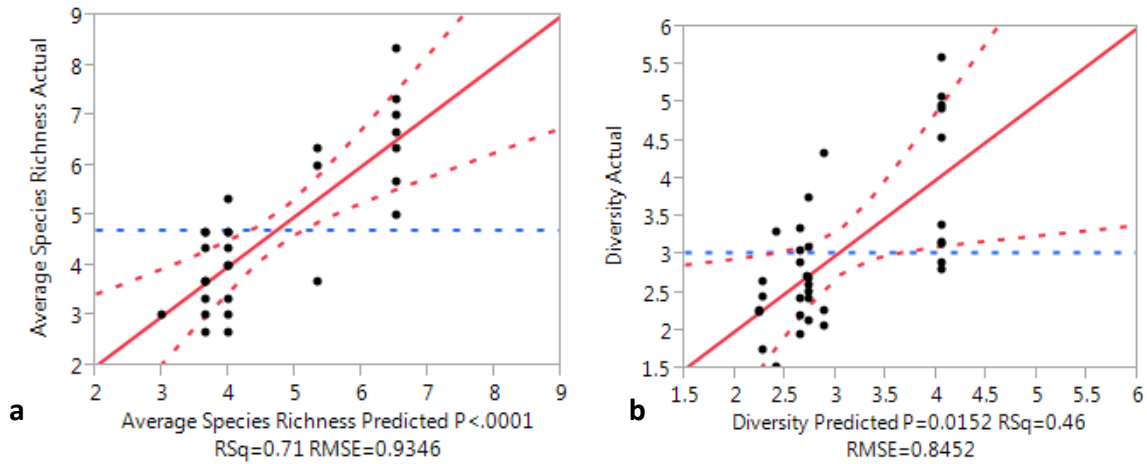 Average Species Richness Actual
9
8
7
6
5
4
3
2
2 3 4 5 6 7 8 9
a
Average Species Richness Predicted P<.0001
RSq=0.71 RMSE=0.9346
Diversity Actual
6
5.5
5
4.5
4
3.5
3
2.5
2
1.5
1.5 2 2.5 3 3.5 4 4.5 5 5.5 6
b
Diversity Predicted P=0.0152 RSq=0.46
RMSE=0.8452